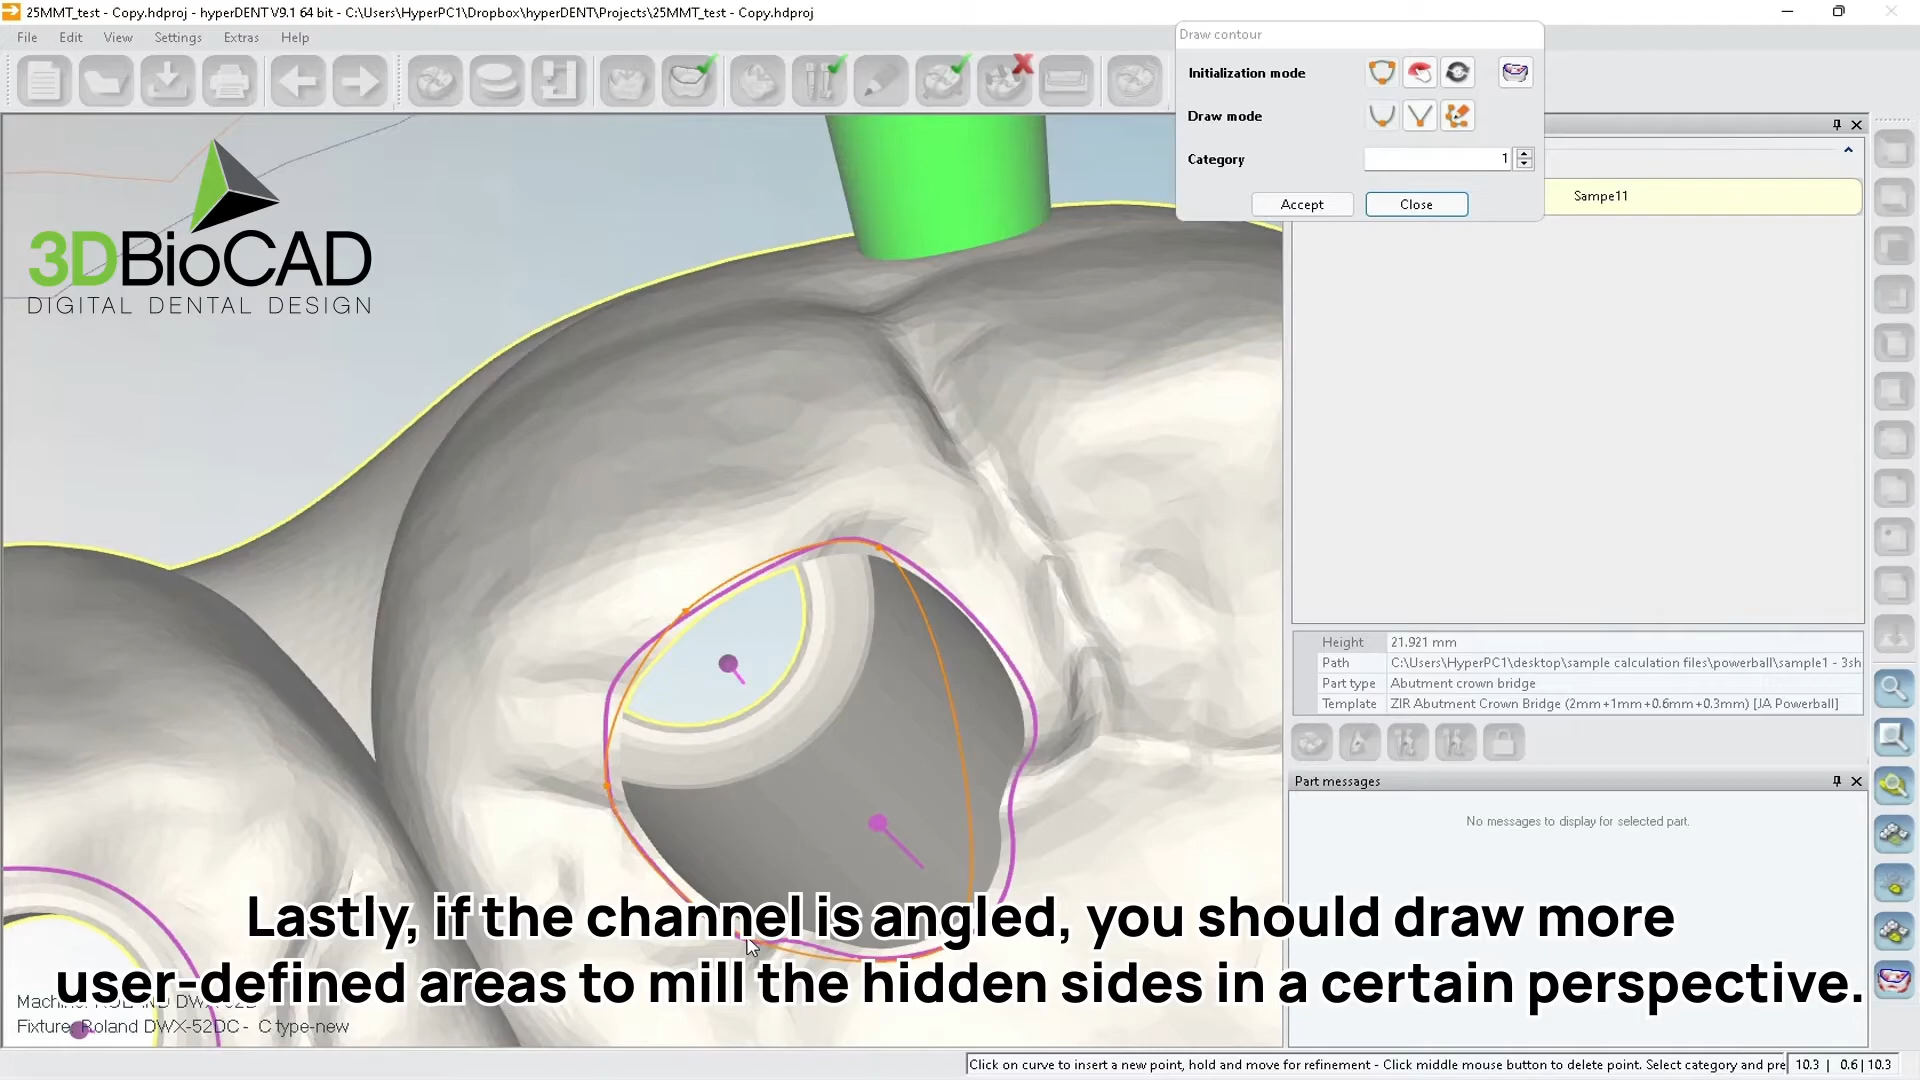 25MMT_test - Copy.hdproj - hyperDENT V9.1 64 bit - C:\Users\HyperPC1\Dropbox\hyperDENT\Projects\25MMT_test - Copy.hdproj
File Edit View Settings Extras Help
Draw contour
Initialization mode
Draw mode
Category 1
Accept Close
Sampe11
3DBioCAD
DIGITAL DENTAL DESIGN
Height 21.921 mm
Path C:\Users\HyperPC1\desktop\sample calculation files\powerball\sample1 - 3sh
Part type Abutment crown bridge
Template ZIR Abutment Crown Bridge (2mm+1mm+0.6mm+0.3mm) [JA Powerball]
Part messages
No messages to display for selected part.
Lastly, if the channel is angled, you should draw more
user-defined areas to mill the hidden sides in a certain perspective.
Fixture: Roland DWX-52DC - C type-new
Click on curve to insert a new point, hold and move for refinement - Click middle mouse button to delete point. Select category and pre
10.3 | 0.6 | 10.3